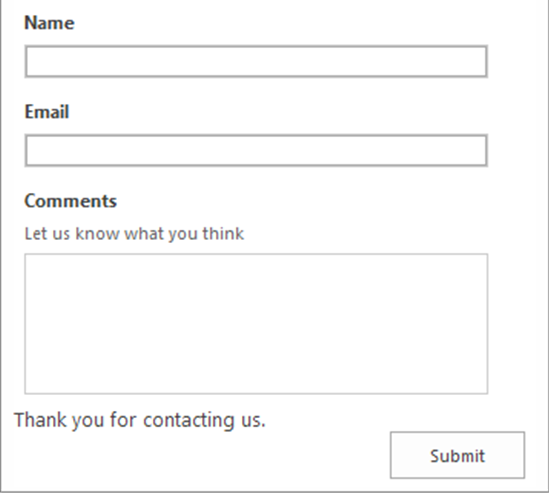 Name
Email
Comments
Let us know what you think
Thank you for contacting us.
Submit